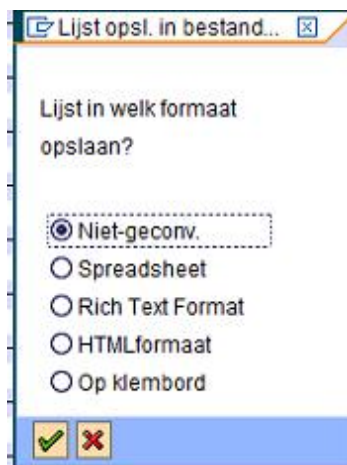 Lijst opsl. in bestand...
Lijst in welk formaat
opslaan?
Niet-geconv.
Spreadsheet
Rich Text Format
HTMLformaat
Op klembord